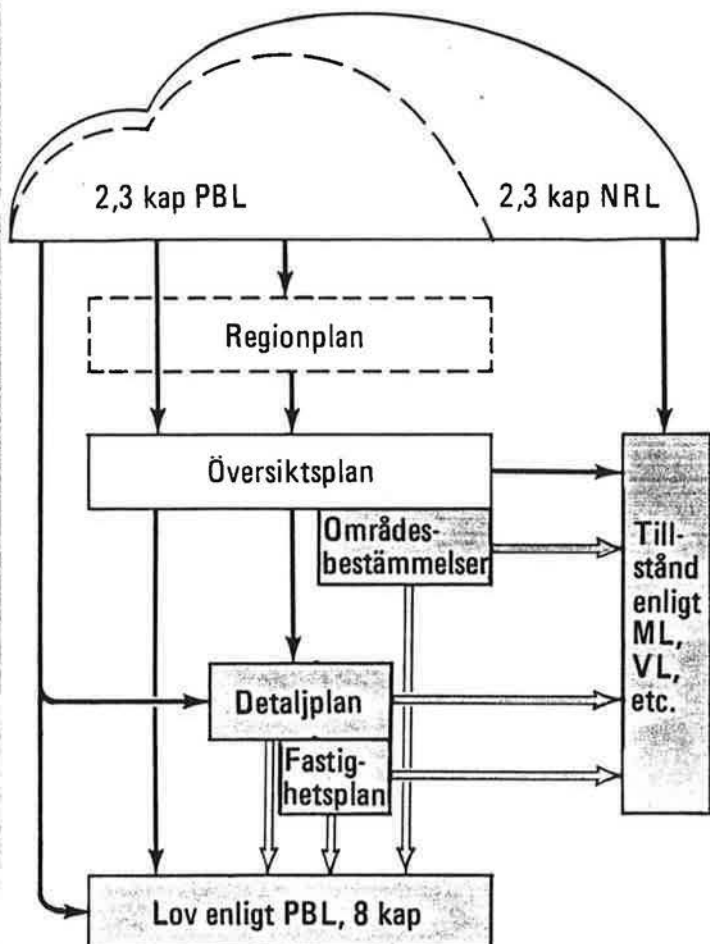 2,3 kap PBL
2,3 kap NRL
Regionplan
Översiktsplan
Områdes-
bestämmelser
Till-
stånd
enligt
ML,
VL,
etc.
Detaljplan
Fastig-
hetsplan
Lov enligt PBL, 8 kap